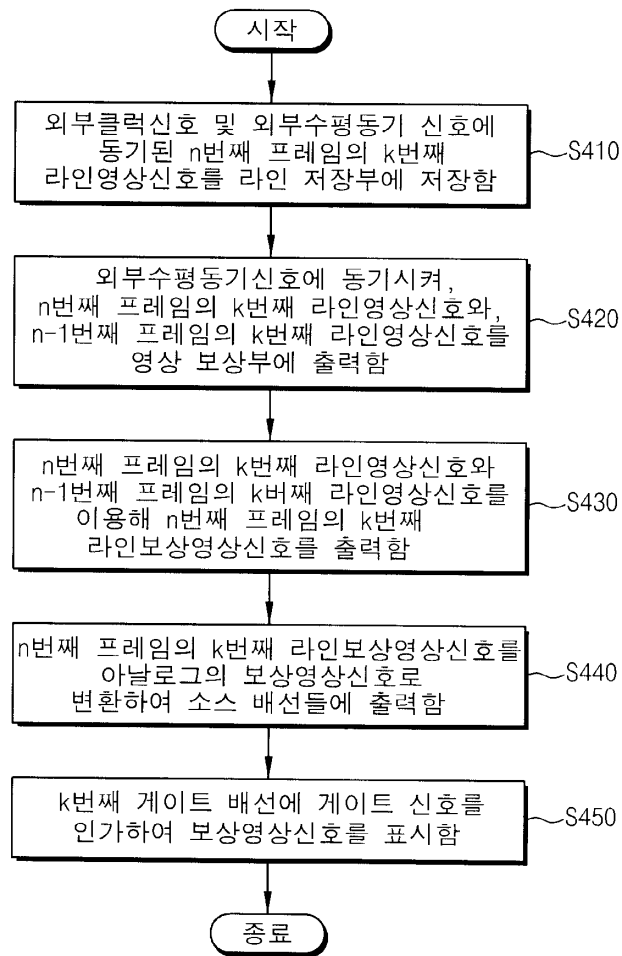 시작
외부클럭신호 및 외부수평동기 신호에
동기된 n번째 프레임의 k번째
라인영상신호를 라인 저장부에 저장함
S410
외부수평동기신호에 동기시켜,
n번째 프레임의 k번째 라인영상신호와,
n-1번째 프레임의 k번째 라인영상신호를
영상 보상부에 출력함
S420
n번째 프레임의 k번째 라인영상신호와
n-1번째 프레임의 k버째 라인영상신호를
이용해 n번째 프레임의 k번째
라인보상영상신호를 출력함
S430
n번째 프레임의 k번째 라인보상영상신호를
아날로그의 보상영상신호로
변환하여 소스 배선들에 출력함
S440
k번째 게이트 배선에 게이트 신호를
인가하여 보상영상신호를 표시함
S450
종료